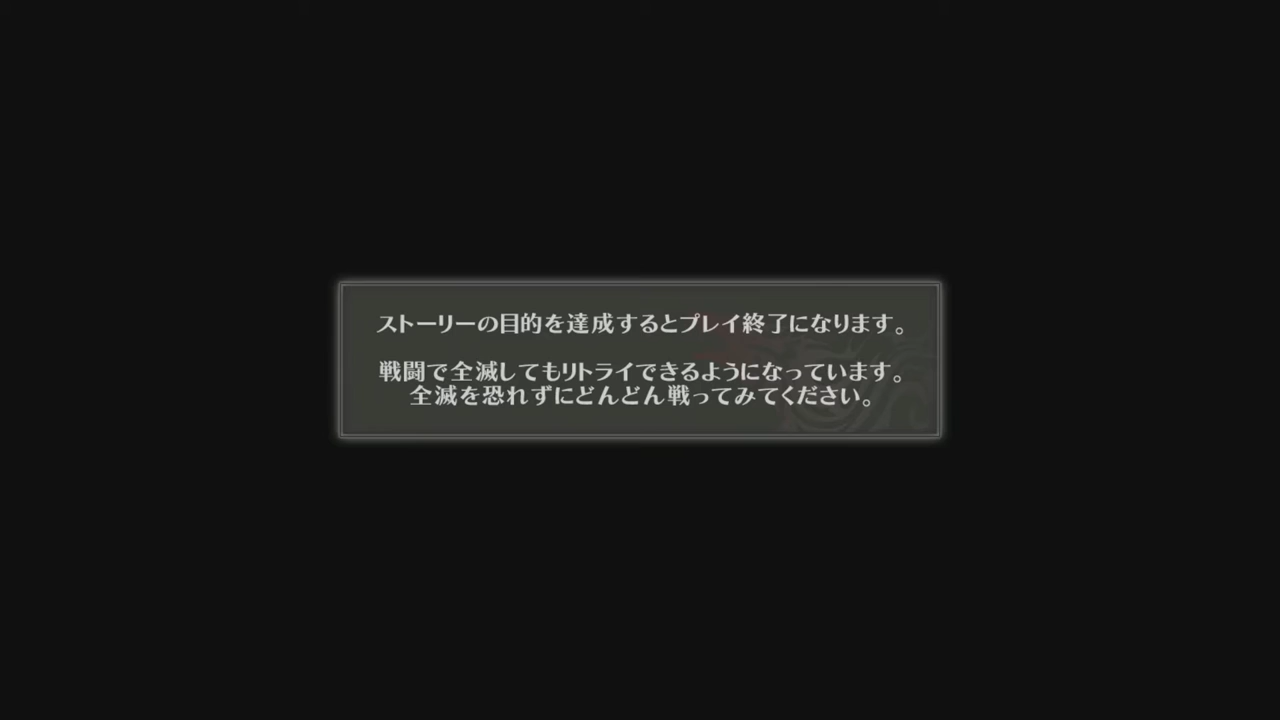 ストーリーの目的を達成するとプレイ終了になります。
戦闘で全滅してもリトライできるようになっています。
全滅を恐れずにどんどん戦ってみてください。